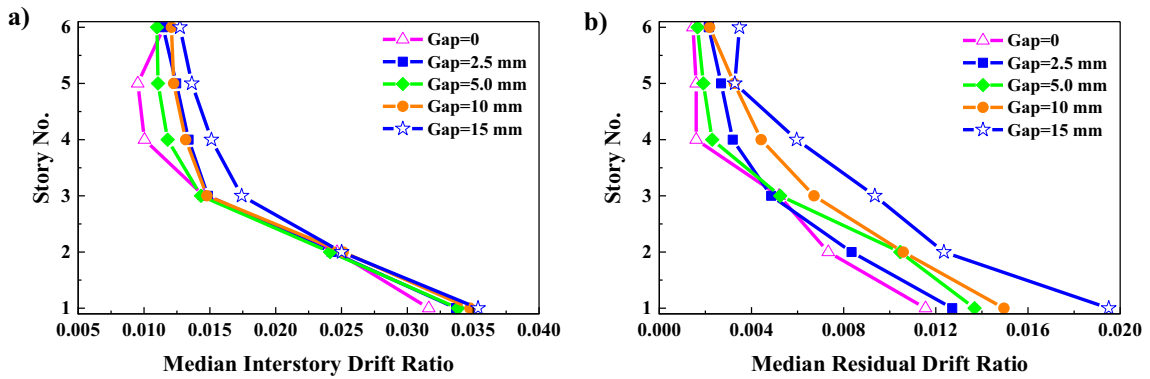 a)
6
5
4
3
2
1
Story No.
Gap=0
Gap=2.5 mm
Gap=5.0 mm
Gap=10 mm
Gap=15 mm
0.005 0.010 0.015 0.020 0.025 0.030 0.035 0.040
Median Interstory Drift Ratio
b)
6
5
4
3
2
1
Story No.
Gap=0
Gap=2.5 mm
Gap=5.0 mm
Gap=10 mm
Gap=15 mm
0.000 0.004 0.008 0.012 0.016 0.020
Median Residual Drift Ratio